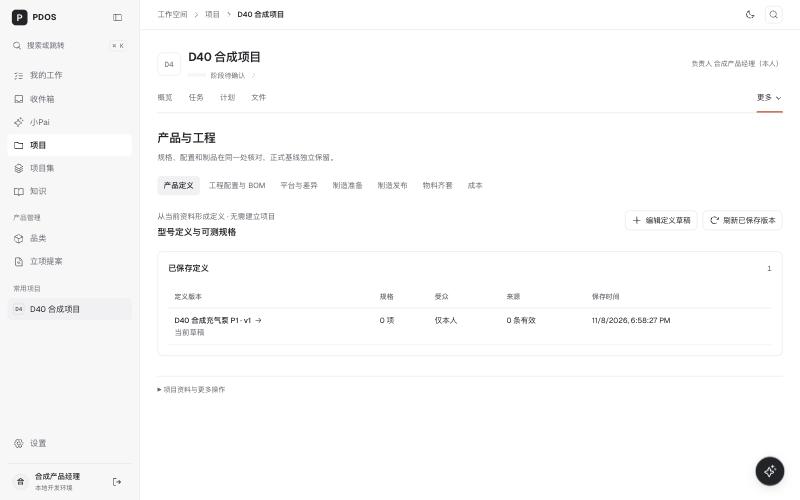 P PDOS
搜索或跳转 ⌘ K
我的工作
收件箱
小Pai
项目
项目集
知识
产品管理
品类
立项提案
常用项目
D4 D40 合成项目
设置
合 合成产品经理
本地开发环境
工作空间 > 项目 > D40 合成项目
D4 D40 合成项目
阶段待确认 /
负责人 合成产品经理（本人）
概览 任务 计划 文件 更多
产品与工程
规格、配置和制品在同一处核对，正式基线独立保留。
产品定义 工程配置与 BOM 平台与差异 制造准备 制造发布 物料齐套 成本
从当前资料形成定义 · 无需建立项目
型号定义与可测规格
编辑定义草稿 刷新已保存版本
已保存定义 1
定义版本 规格 受众 来源 保存时间
D40 合成充气泵 P1 · v1 → 0 项 仅本人 0 条有效 11/8/2026, 6:58:27 PM
当前草稿
▸ 项目资料与更多操作